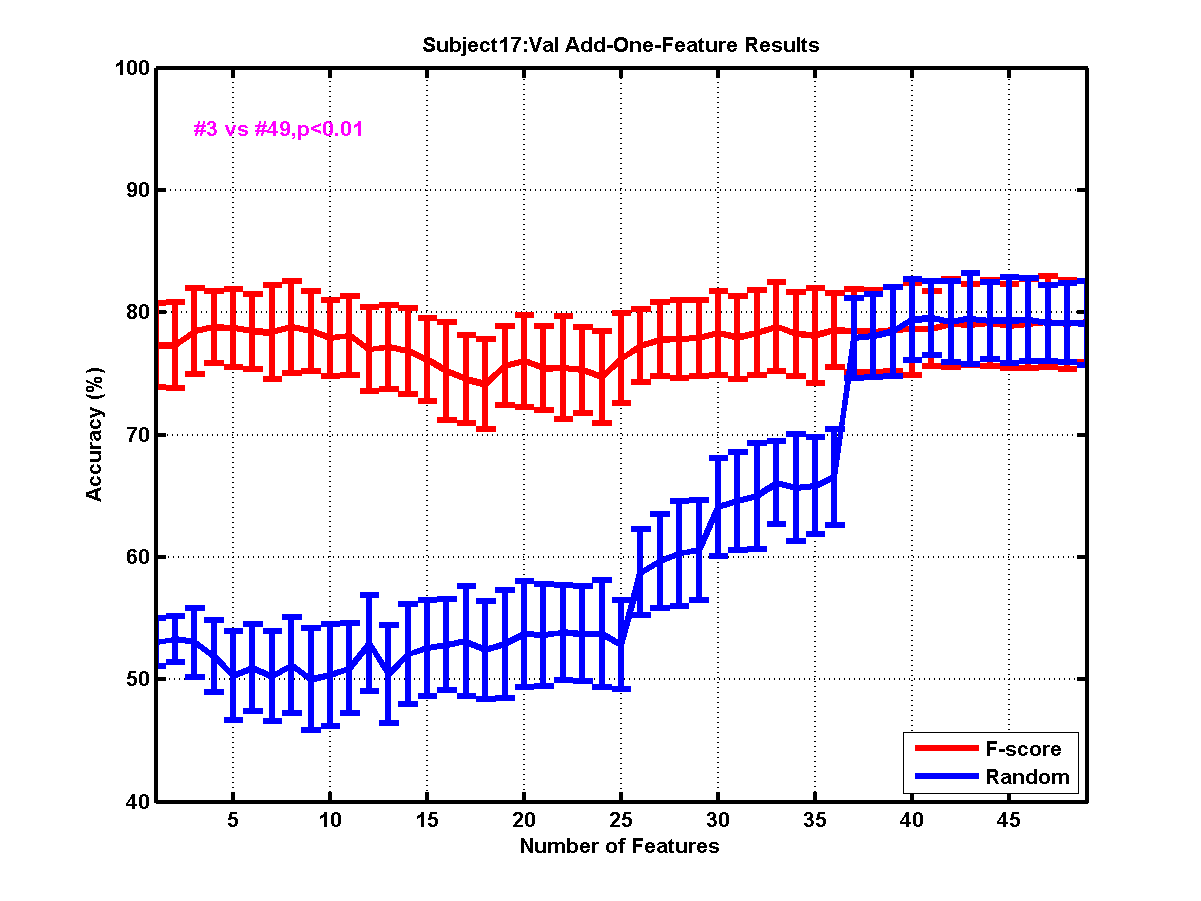 Subject17:Val Add-One-Feature Results
100
#3 vs #49,p<0.01
90
80
70
60
50
40
Accuracy (%)
F-score
Random
5 10 15 20 25 30 35 40 45
Number of Features